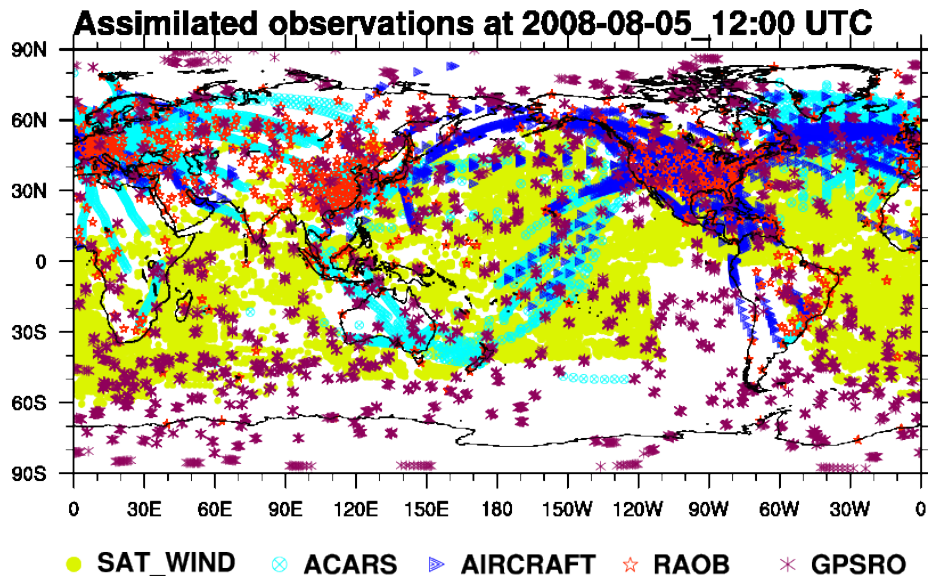 Assimilated observations at 2008-08-05_12:00 UTC
90N
60N
30N
0
30S
60S
90S
0 30E 60E 90E 120E 150E 180 150W 120W 90W 60W 30W 0
SAT_WIND ACARS AIRCRAFT RAOB GPSRO